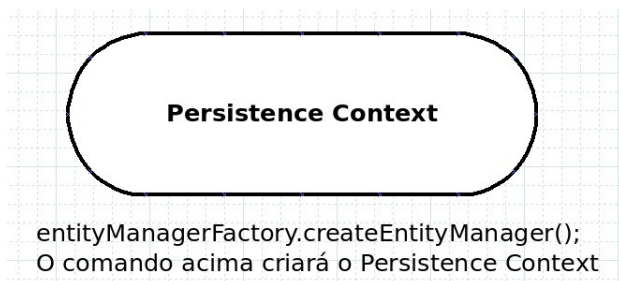 Persistence Context
entityManagerFactory.createEntityManager();
O comando acima criará o Persistence Context